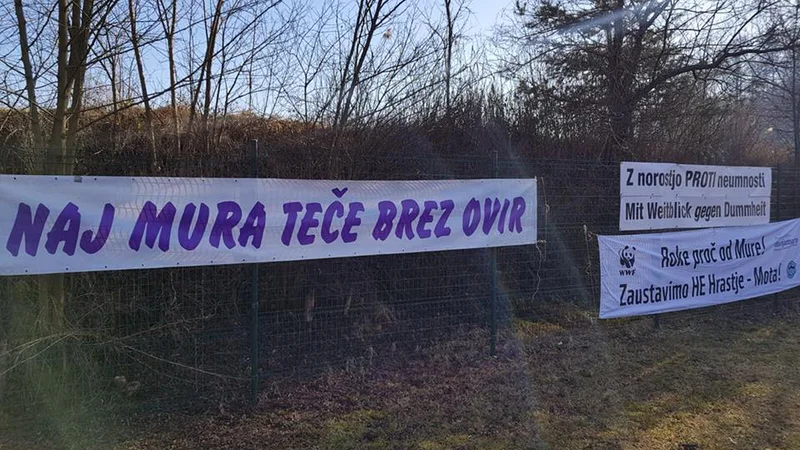 NAJ MURA TEČE BREZ OVIR
Z norostjo PROTI neumnosti
Mit Weitblick gegen Dummheit
Roke proč od Mure!
WWF
Zaustavimo HE Hrastje - Mota!